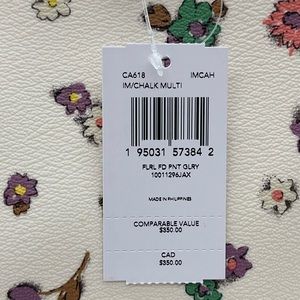 CA618 IMCAH
IM/CHALK MULTI
1 95031 57384 2
FLRL FD PNT GLRY
10011296JAX
MADE IN PHILIPPINES
COMPARABLE VALUE
$350.00
CAD
$350.00